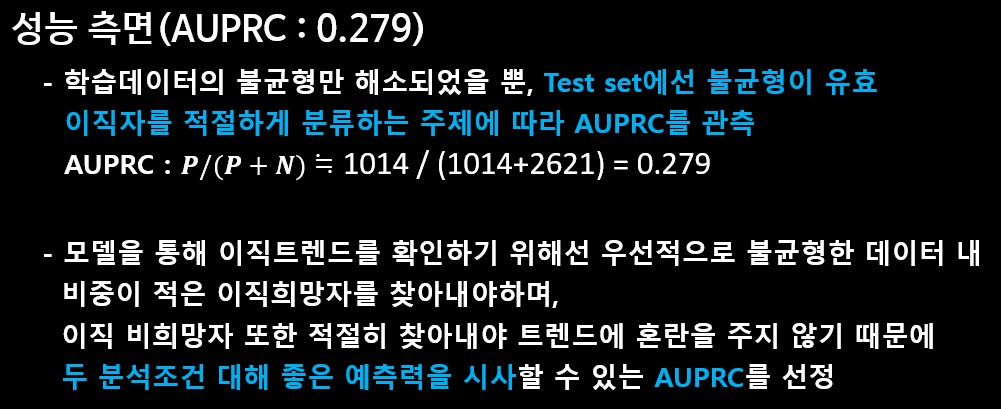 성능 측면(AUPRC : 0.279)
- 학습데이터의 불균형만 해소되었을 뿐, Test set에선 불균형이 유효
이직자를 적절하게 분류하는 주제에 따라 AUPRC를 관측
AUPRC : P/(P + N) ≒ 1014 / (1014+2621) = 0.279
- 모델을 통해 이직트렌드를 확인하기 위해선 우선적으로 불균형한 데이터 내
비중이 적은 이직희망자를 찾아내야하며,
이직 비희망자 또한 적절히 찾아내야 트렌드에 혼란을 주지 않기 때문에
두 분석조건 대해 좋은 예측력을 시사할 수 있는 AUPRC를 선정